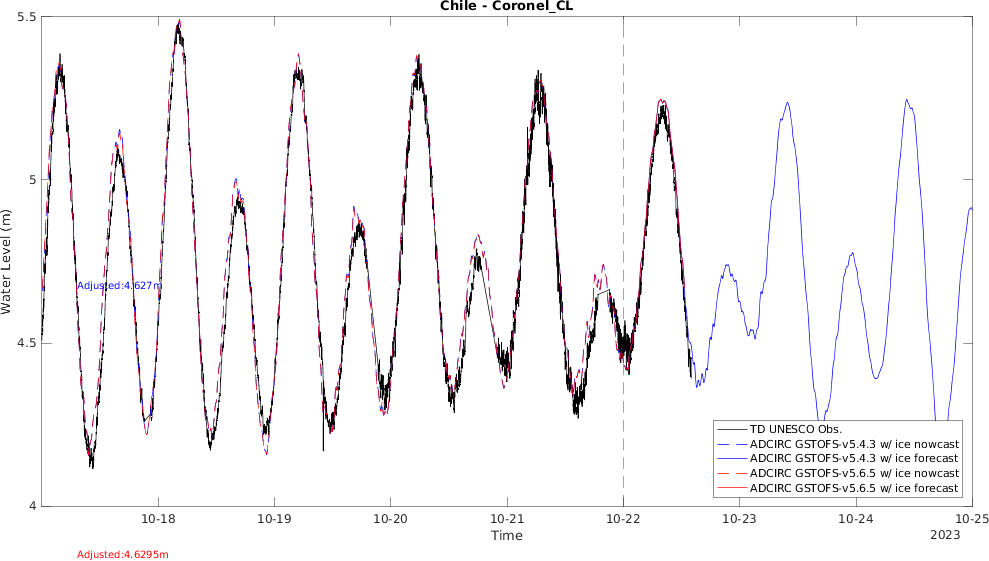 Chile - Coronel_CL
5.5
5
4.5
4
Water Level (m)
Adjusted:4.627m
TD UNESCO Obs.
ADCIRC GSTOFS-v5.4.3 w/ ice nowcast
ADCIRC GSTOFS-v5.4.3 w/ ice forecast
ADCIRC GSTOFS-v5.6.5 w/ ice nowcast
ADCIRC GSTOFS-v5.6.5 w/ ice forecast
10-18 10-19 10-20 10-21 10-22 10-23 10-24 10-25
Time
2023
Adjusted:4.6295m